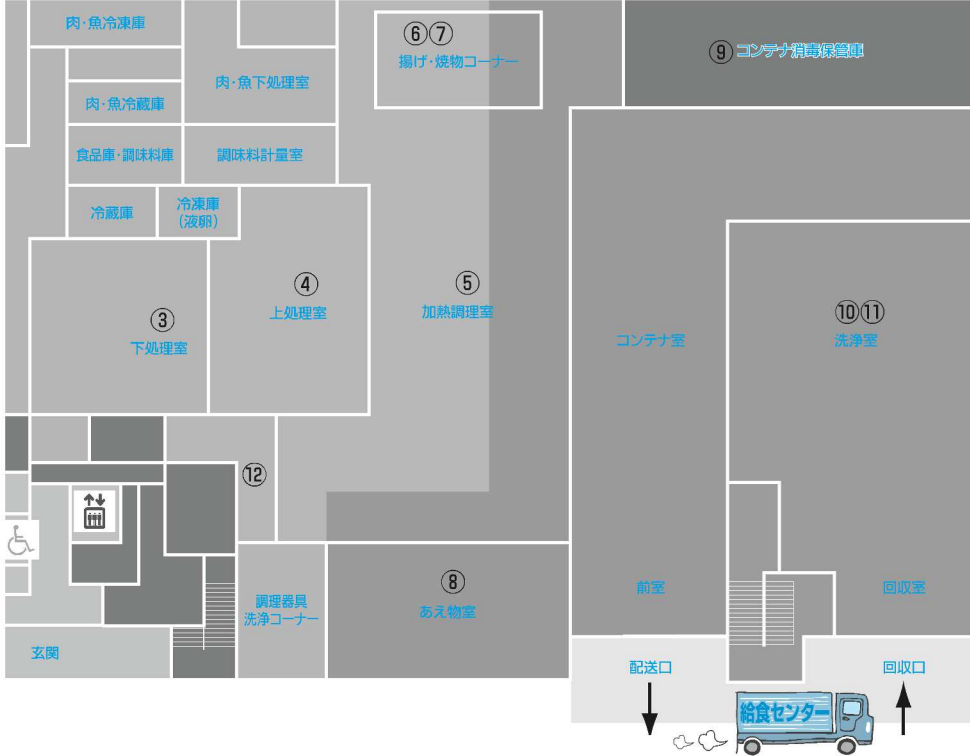 肉・魚冷凍庫
⑥⑦
揚げ・焼物コーナー
⑨ コンテナ消毒保管庫
肉・魚下処理室
肉・魚冷蔵庫
食品庫・調味料庫
調味料計量室
冷蔵庫
冷凍庫
(液卵)
④
上処理室
⑤
加熱調理室
③
下処理室
コンテナ室
⑩⑪
洗浄室
⑫
⑧
あえ物室
調理器具
洗浄コーナー
前室
回収室
玄関
配送口
回収口
給食センター